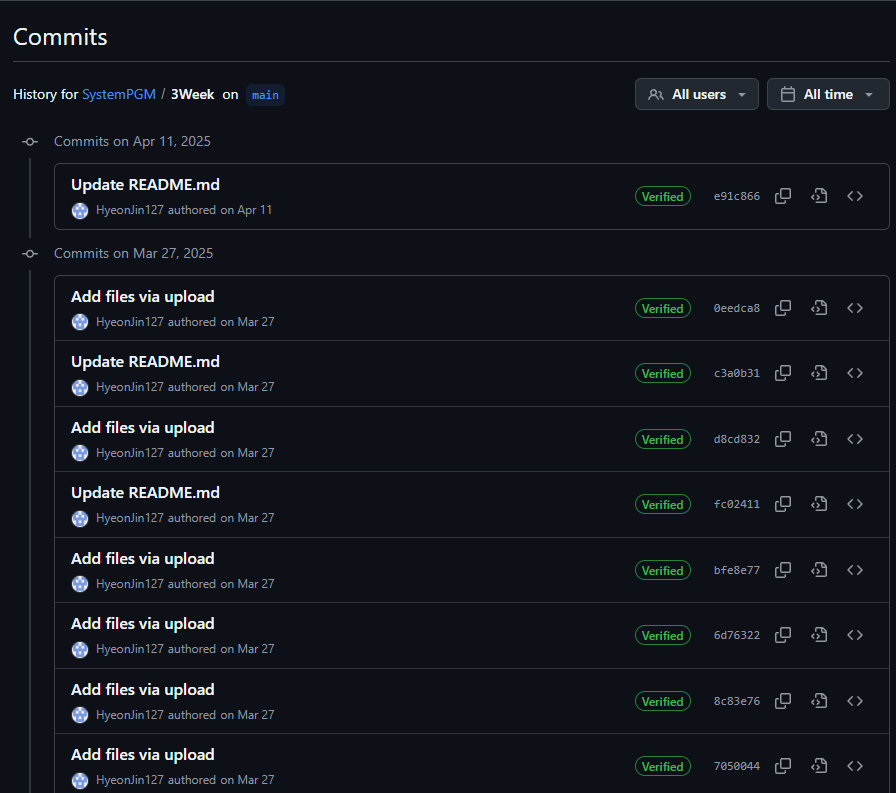 Commits
History for SystemPGM / 3Week on main All users All time
Commits on Apr 11, 2025
Update README.md
Verified e91c866
HyeonJin127 authored on Apr 11
Commits on Mar 27, 2025
Add files via upload
Verified 0eedca8
HyeonJin127 authored on Mar 27
Update README.md
Verified c3a0b31
HyeonJin127 authored on Mar 27
Add files via upload
Verified d8cd832
HyeonJin127 authored on Mar 27
Update README.md
Verified fc02411
HyeonJin127 authored on Mar 27
Add files via upload
Verified bfe8e77
HyeonJin127 authored on Mar 27
Add files via upload
Verified 6d76322
HyeonJin127 authored on Mar 27
Add files via upload
Verified 8c83e76
HyeonJin127 authored on Mar 27
Add files via upload
Verified 7050044
HyeonJin127 authored on Mar 27